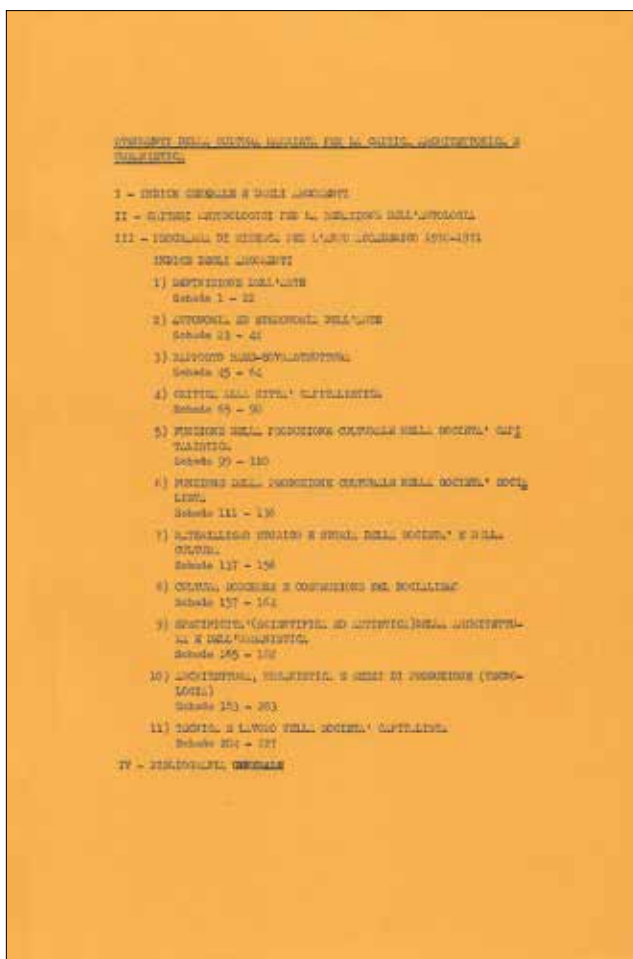 STRUMENTI DELLA CULTURA MARXISTA PER LA CRITICA ARCHITETTONICA E
URBANISTICA
I - INDICE GENERALE E DEGLI ARGOMENTI
II - CRITERI METODOLOGICI PER LA REDAZIONE DELL'ANTOLOGIA
III - PROGRAMMA DI RICERCA PER L'ANNO ACCADEMICO 1970-1971
INDICE DEGLI ARGOMENTI
1) DEFINIZIONE DELL'ARTE
Schede 1 - 22
2) AUTONOMIA ED ETERONOMIA DELL'ARTE
Schede 23 - 44
3) RAPPORTO BASE-SOVRASTRUTTURA
Schede 45 - 64
4) CRITICA ALLA CITTA' CAPITALISTICA
Schede 65 - 98
5) FUNZIONE DELLA PRODUZIONE CULTURALE NELLA SOCIETA' CAPI
TALISTICA
Schede 99 - 110
6) FUNZIONE DELLA PRODUZIONE CULTURALE NELLA SOCIETA' SOCIA
LISTA
Schede 111 - 136
7) MATERIALISMO STORICO E STORIA DELLA SOCIETA' E DELLA
CULTURA
Schede 137 - 156
8) CULTURA BORGHESE E COSTRUZIONE DEL SOCIALISMO
Schede 157 - 164
9) SPECIFICITA' (SCIENTIFICA ED ARTISTICA) DELLA ARCHITETTU-
RA E DELL'URBANISTICA
Schede 165 - 182
10) ARCHITETTURA, URBANISTICA E MEZZI DI PRODUZIONE (TECNO-
LOGIA)
Schede 183 - 203
11) TECNICA E LAVORO NELLA SOCIETA' CAPITALISTA
Schede 204 -
IV - BIBLIOGRAFIA GENERALE